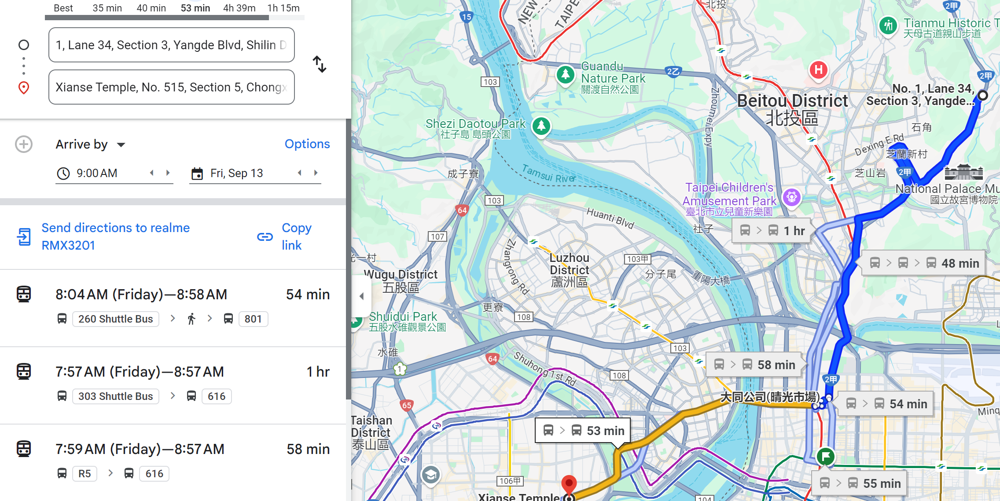 Best
35 min
40 min
53 min
4h 39m
1h 15m
1, Lane 34, Section 3, Yangde Blvd, Shilin D
Xianse Temple, No. 515, Section 5, Chongx
Arrive by
Options
9:00 AM
Fri, Sep 13
Send directions to realme
RMX3201
Copy
link
8:04 AM (Friday)—8:58 AM
54 min
260 Shuttle Bus
801
7:57 AM (Friday)—8:57 AM
1 hr
303 Shuttle Bus
616
7:59 AM (Friday)—8:57 AM
58 min
R5
616
15
NEW
TAIPEI
北投
2甲
Tianmu Historic T
天母古道親山步道
Guandu
Nature Park
關渡自然公園
103
2乙
Zhoumei Expy
Beitou District
北投區
2甲
No. 1, Lane 34,
Section 3, Yangde...
石角
Shezi Daotou Park
社子島 島頭公園
Dexing E Rd
芝蘭新村
2甲
芝山岩
National Palace Mu
國立故宮博物院
成子寮
Tamsui River
Taipei Children's
Amusement Park
臺北市立兒童新樂園
103
64
Huanti Blvd
社子
1 hr
107
Zhangrong Rd
Luzhou
District
蘆洲區
103甲
分子尾
重陽大橋
48 min
一村
Wugu District
五股區
更寮
108
Shuidui Park
五股水碓觀景公園
水碓
1
64
Shuhong 1st Rd
103
108
58 min
2甲
大同公司(晴光市場)
54 min
Minq
65
Taishan
District
泰山區
53 min
106甲
Xianse Temple
104
55 min